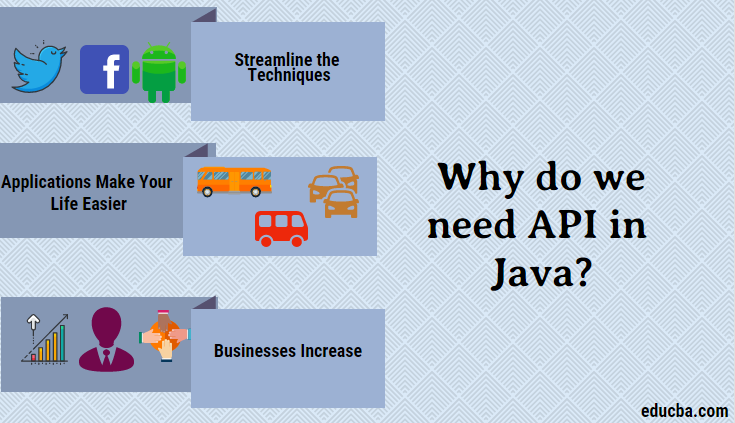 Streamline the
Techniques
Applications Make Your
Life Easier
Businesses Increase
Why do we
need API in
Java?
educba.com